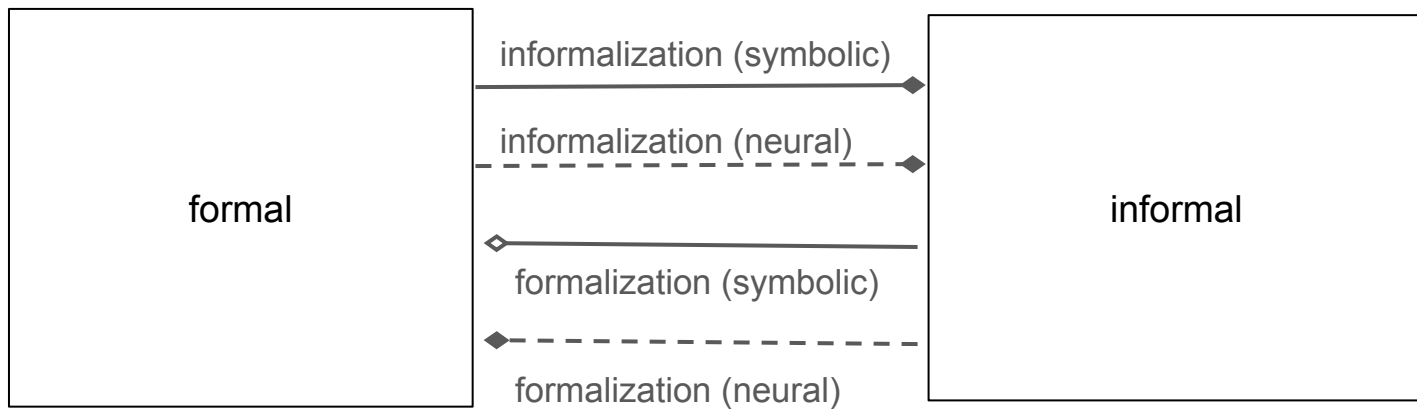 informalization (symbolic)
informalization (neural)
formal
informal
formalization (symbolic)
formalization (neural)